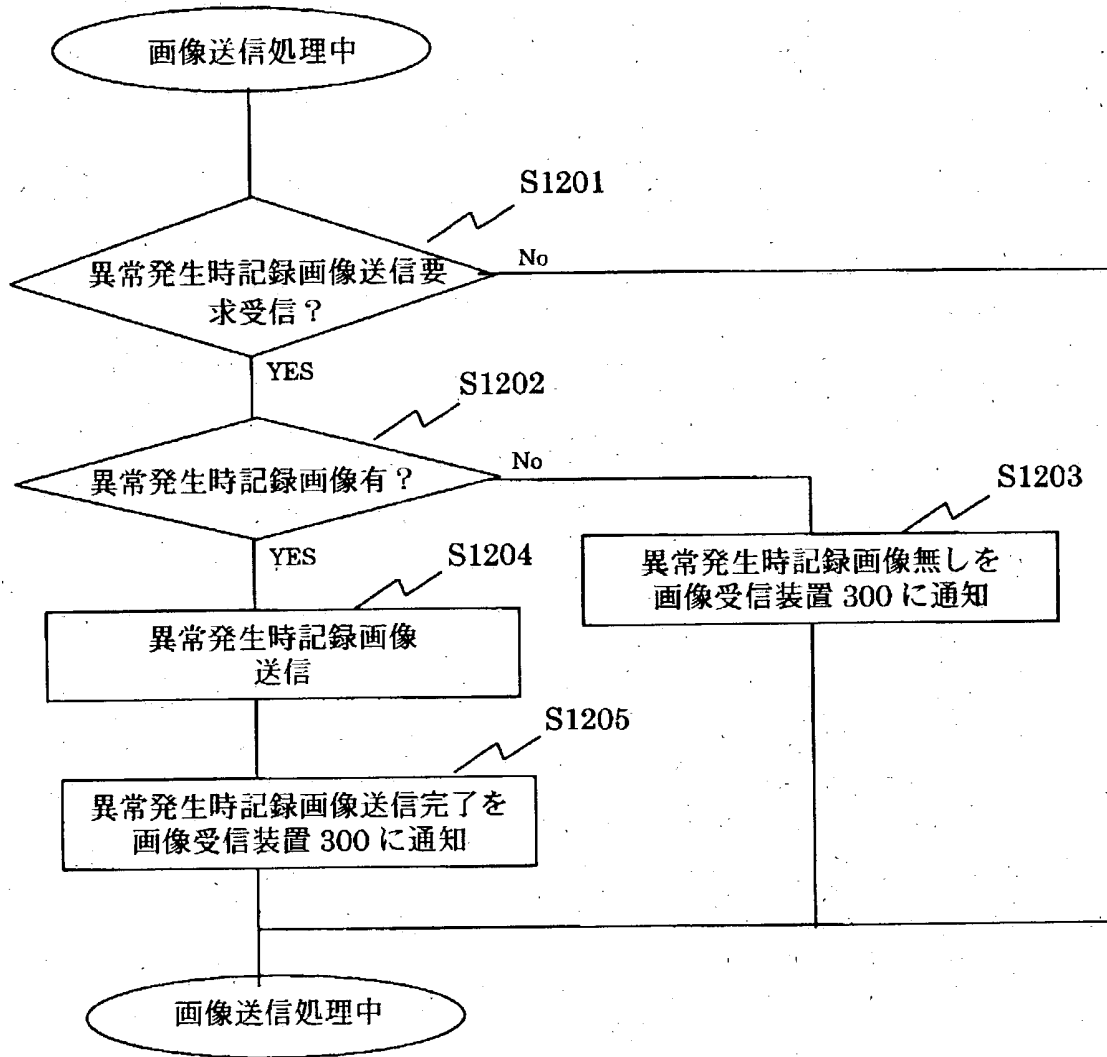 画像送信処理中
S1201
異常発生時記録画像送信要
求受信？
No
YES
S1202
異常発生時記録画像有？
No
S1203
YES
異常発生時記録画像無しを
画像受信装置 300 に通知
S1204
異常発生時記録画像
送信
S1205
異常発生時記録画像送信完了を
画像受信装置 300 に通知
画像送信処理中